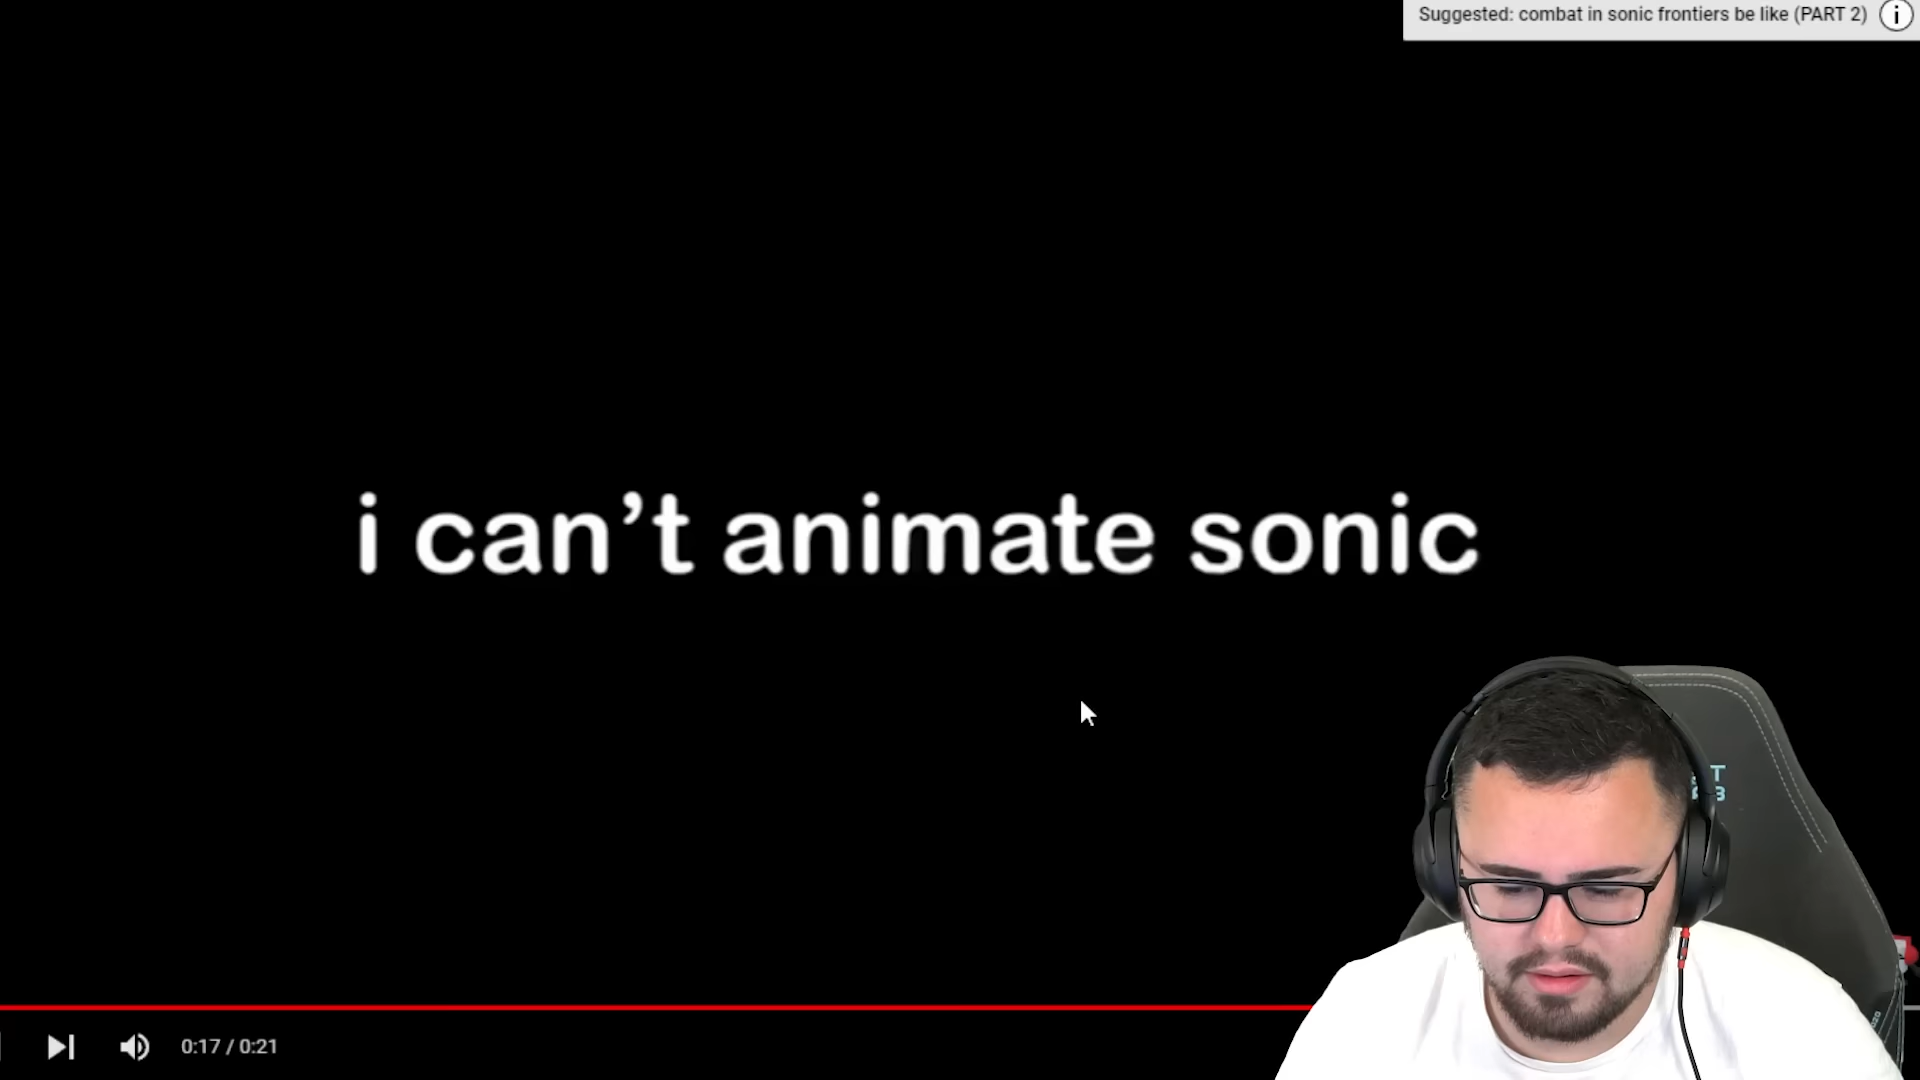 Suggested: combat in sonic frontiers be like (PART 2)
i can’t animate sonic
0:17 / 0:21